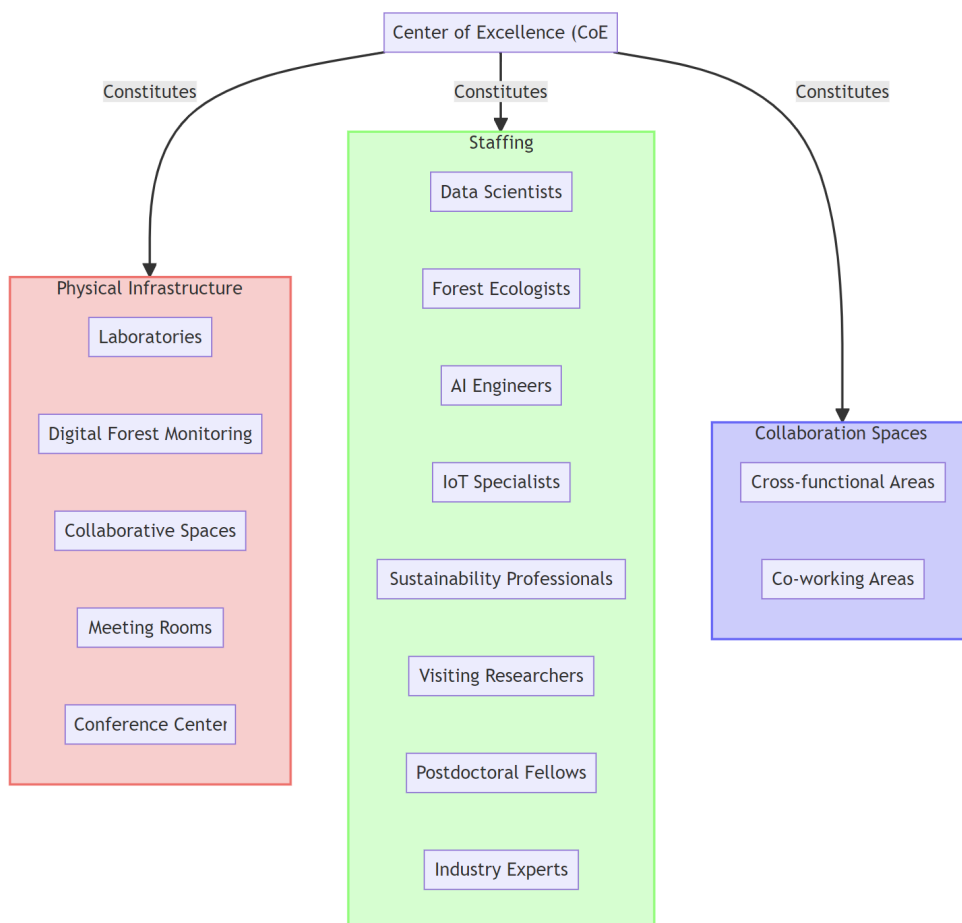 Center of Excellence (CoE
Constitutes
Constitutes
Constitutes
Physical Infrastructure
Laboratories
Digital Forest Monitoring
Collaborative Spaces
Meeting Rooms
Conference Center
Staffing
Data Scientists
Forest Ecologists
AI Engineers
IoT Specialists
Sustainability Professionals
Visiting Researchers
Postdoctoral Fellows
Industry Experts
Collaboration Spaces
Cross-functional Areas
Co-working Areas